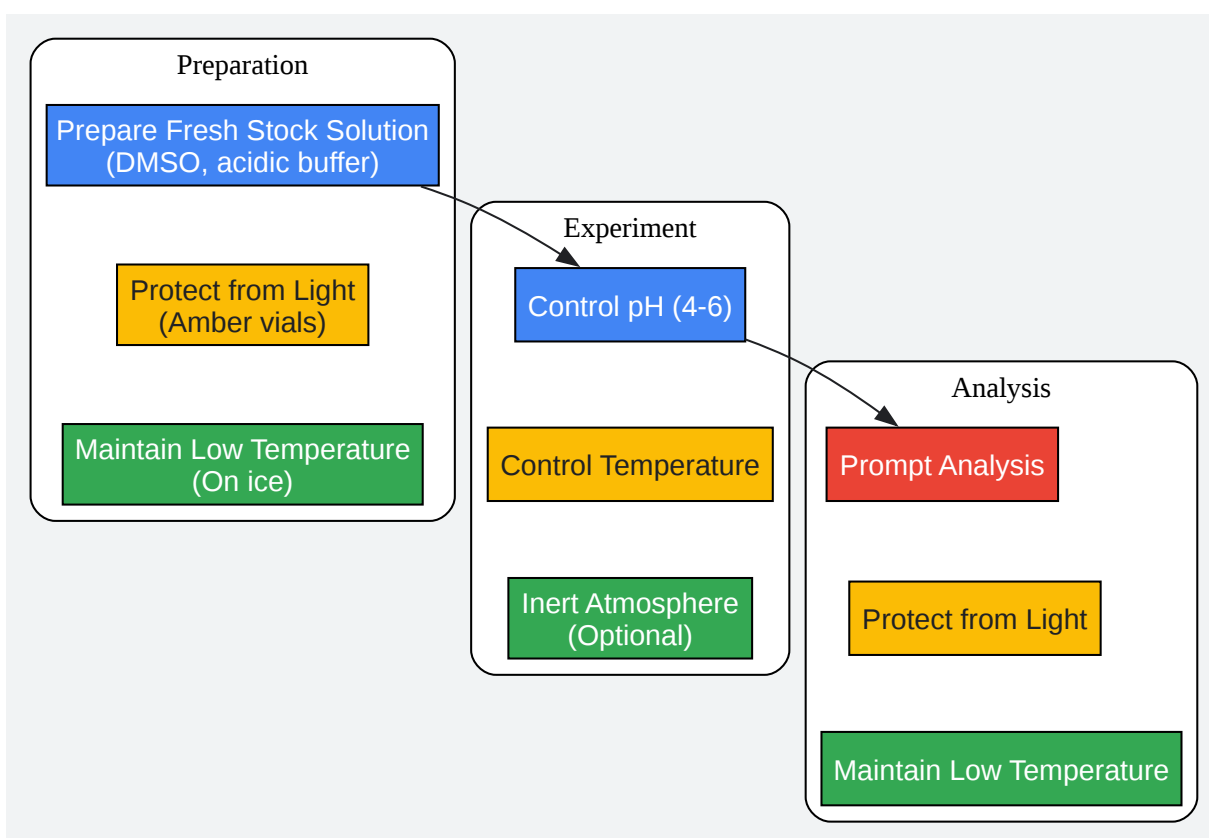 Preparation
Prepare Fresh Stock Solution
(DMSO, acidic buffer)
Protect from Light
(Amber vials)
Maintain Low Temperature
(On ice)
Experiment
Control pH (4-6)
Control Temperature
Inert Atmosphere
(Optional)
Analysis
Prompt Analysis
Protect from Light
Maintain Low Temperature